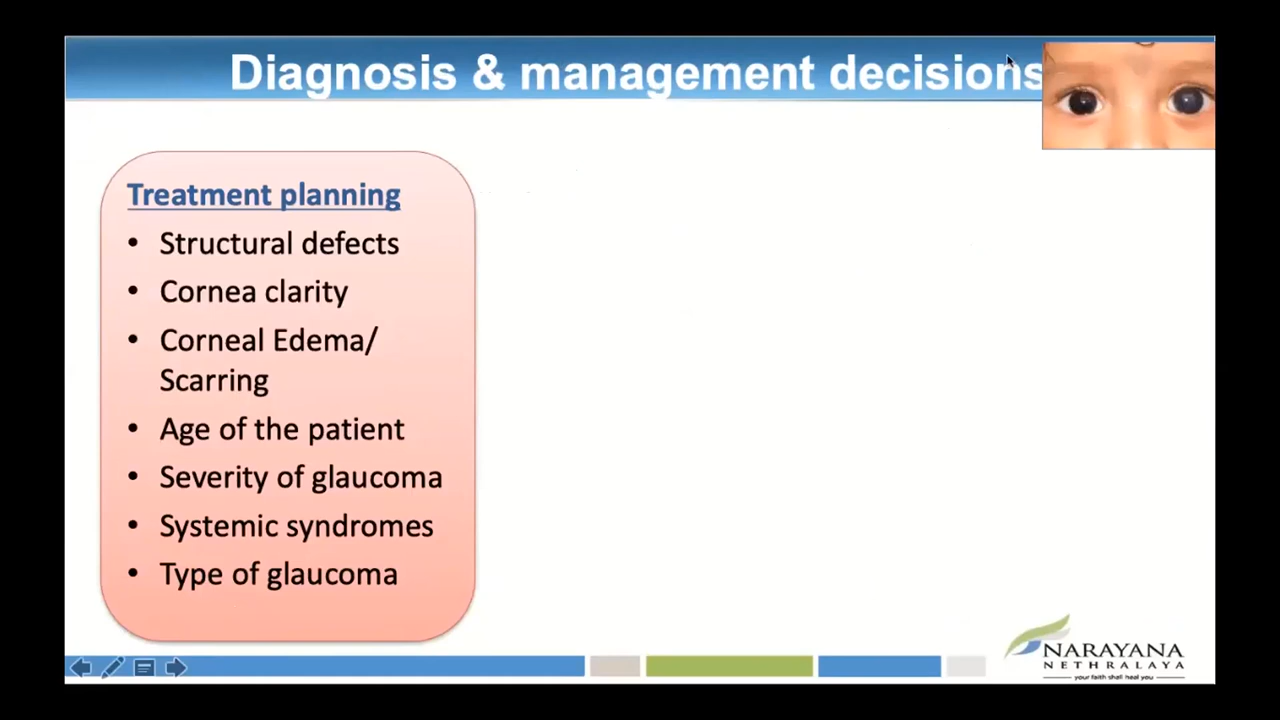 Diagnosis & management decisions
Treatment planning
• Structural defects
• Cornea clarity
• Corneal Edema/
Scarring
• Age of the patient
• Severity of glaucoma
• Systemic syndromes
• Type of glaucoma
NARAYANA
NETHRALAYA
your faith shall heal you